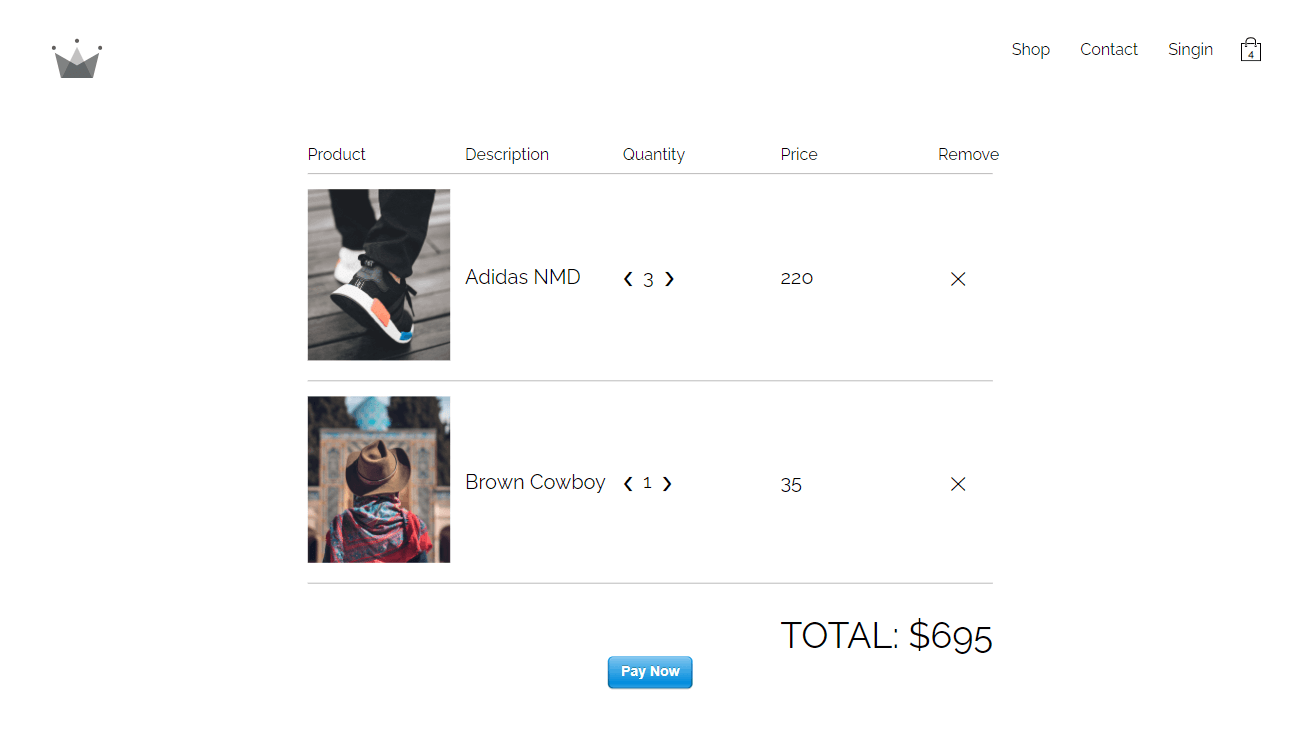 Shop Contact Singin 4
Product Description Quantity Price Remove
Adidas NMD ❮ 3 ❯ 220 ✕
Brown Cowboy ❮ 1 ❯ 35 ✕
TOTAL: $695
Pay Now